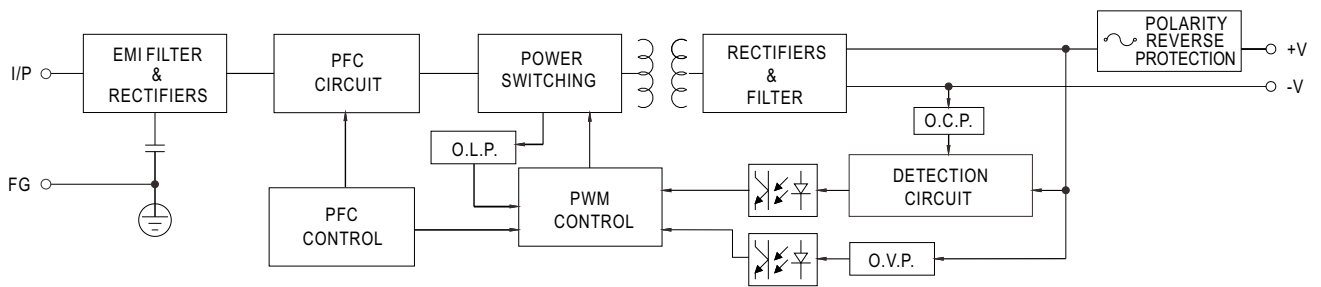 I/P
EMI FILTER
&
RECTIFIERS
PFC
CIRCUIT
POWER
SWITCHING
RECTIFIERS
&
FILTER
POLARITY
REVERSE
PROTECTION
+V
-V
O.C.P.
O.L.P.
DETECTION
CIRCUIT
FG
PFC
CONTROL
PWM
CONTROL
O.V.P.